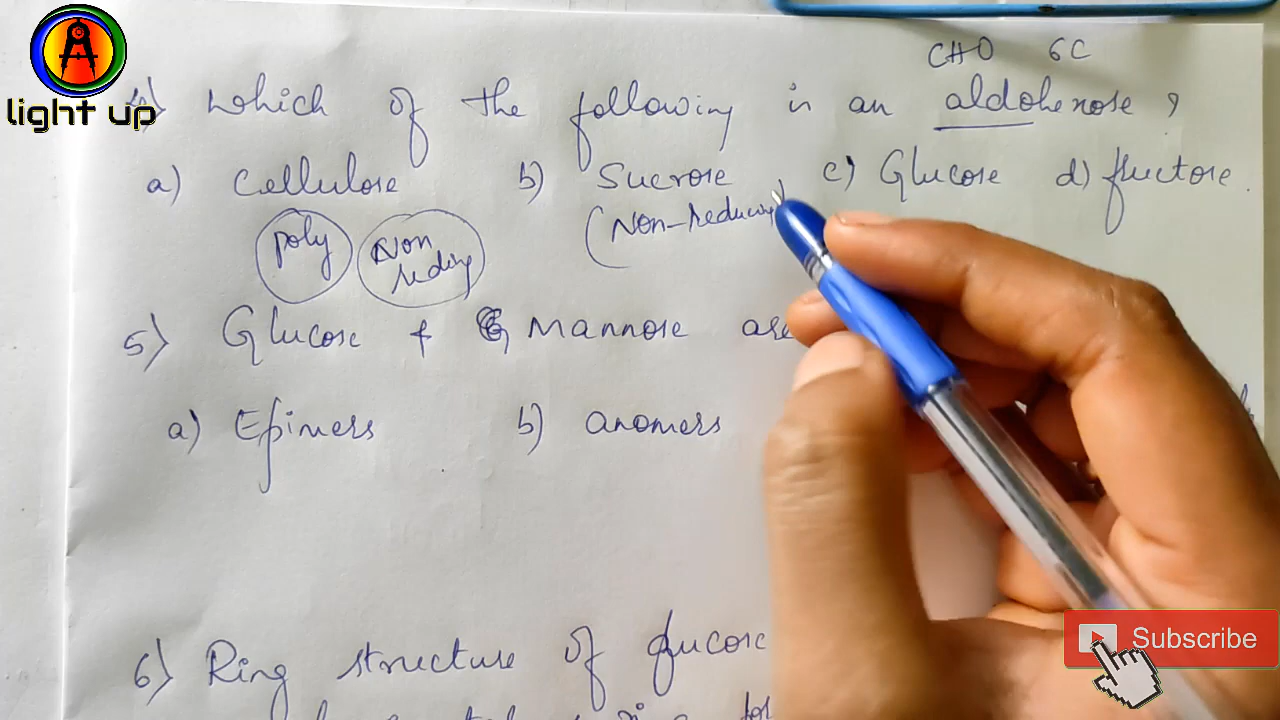 light up
CHO 6C
4) Which of the following is an aldohexose ?
a) Cellulose b) Sucrose c) Glucose d) fructose.
poly Non reducing (Non-reducing)
5) Glucose & Mannose are
a) Epimers b) anomers
6) Ring structure of glucose
Subscribe